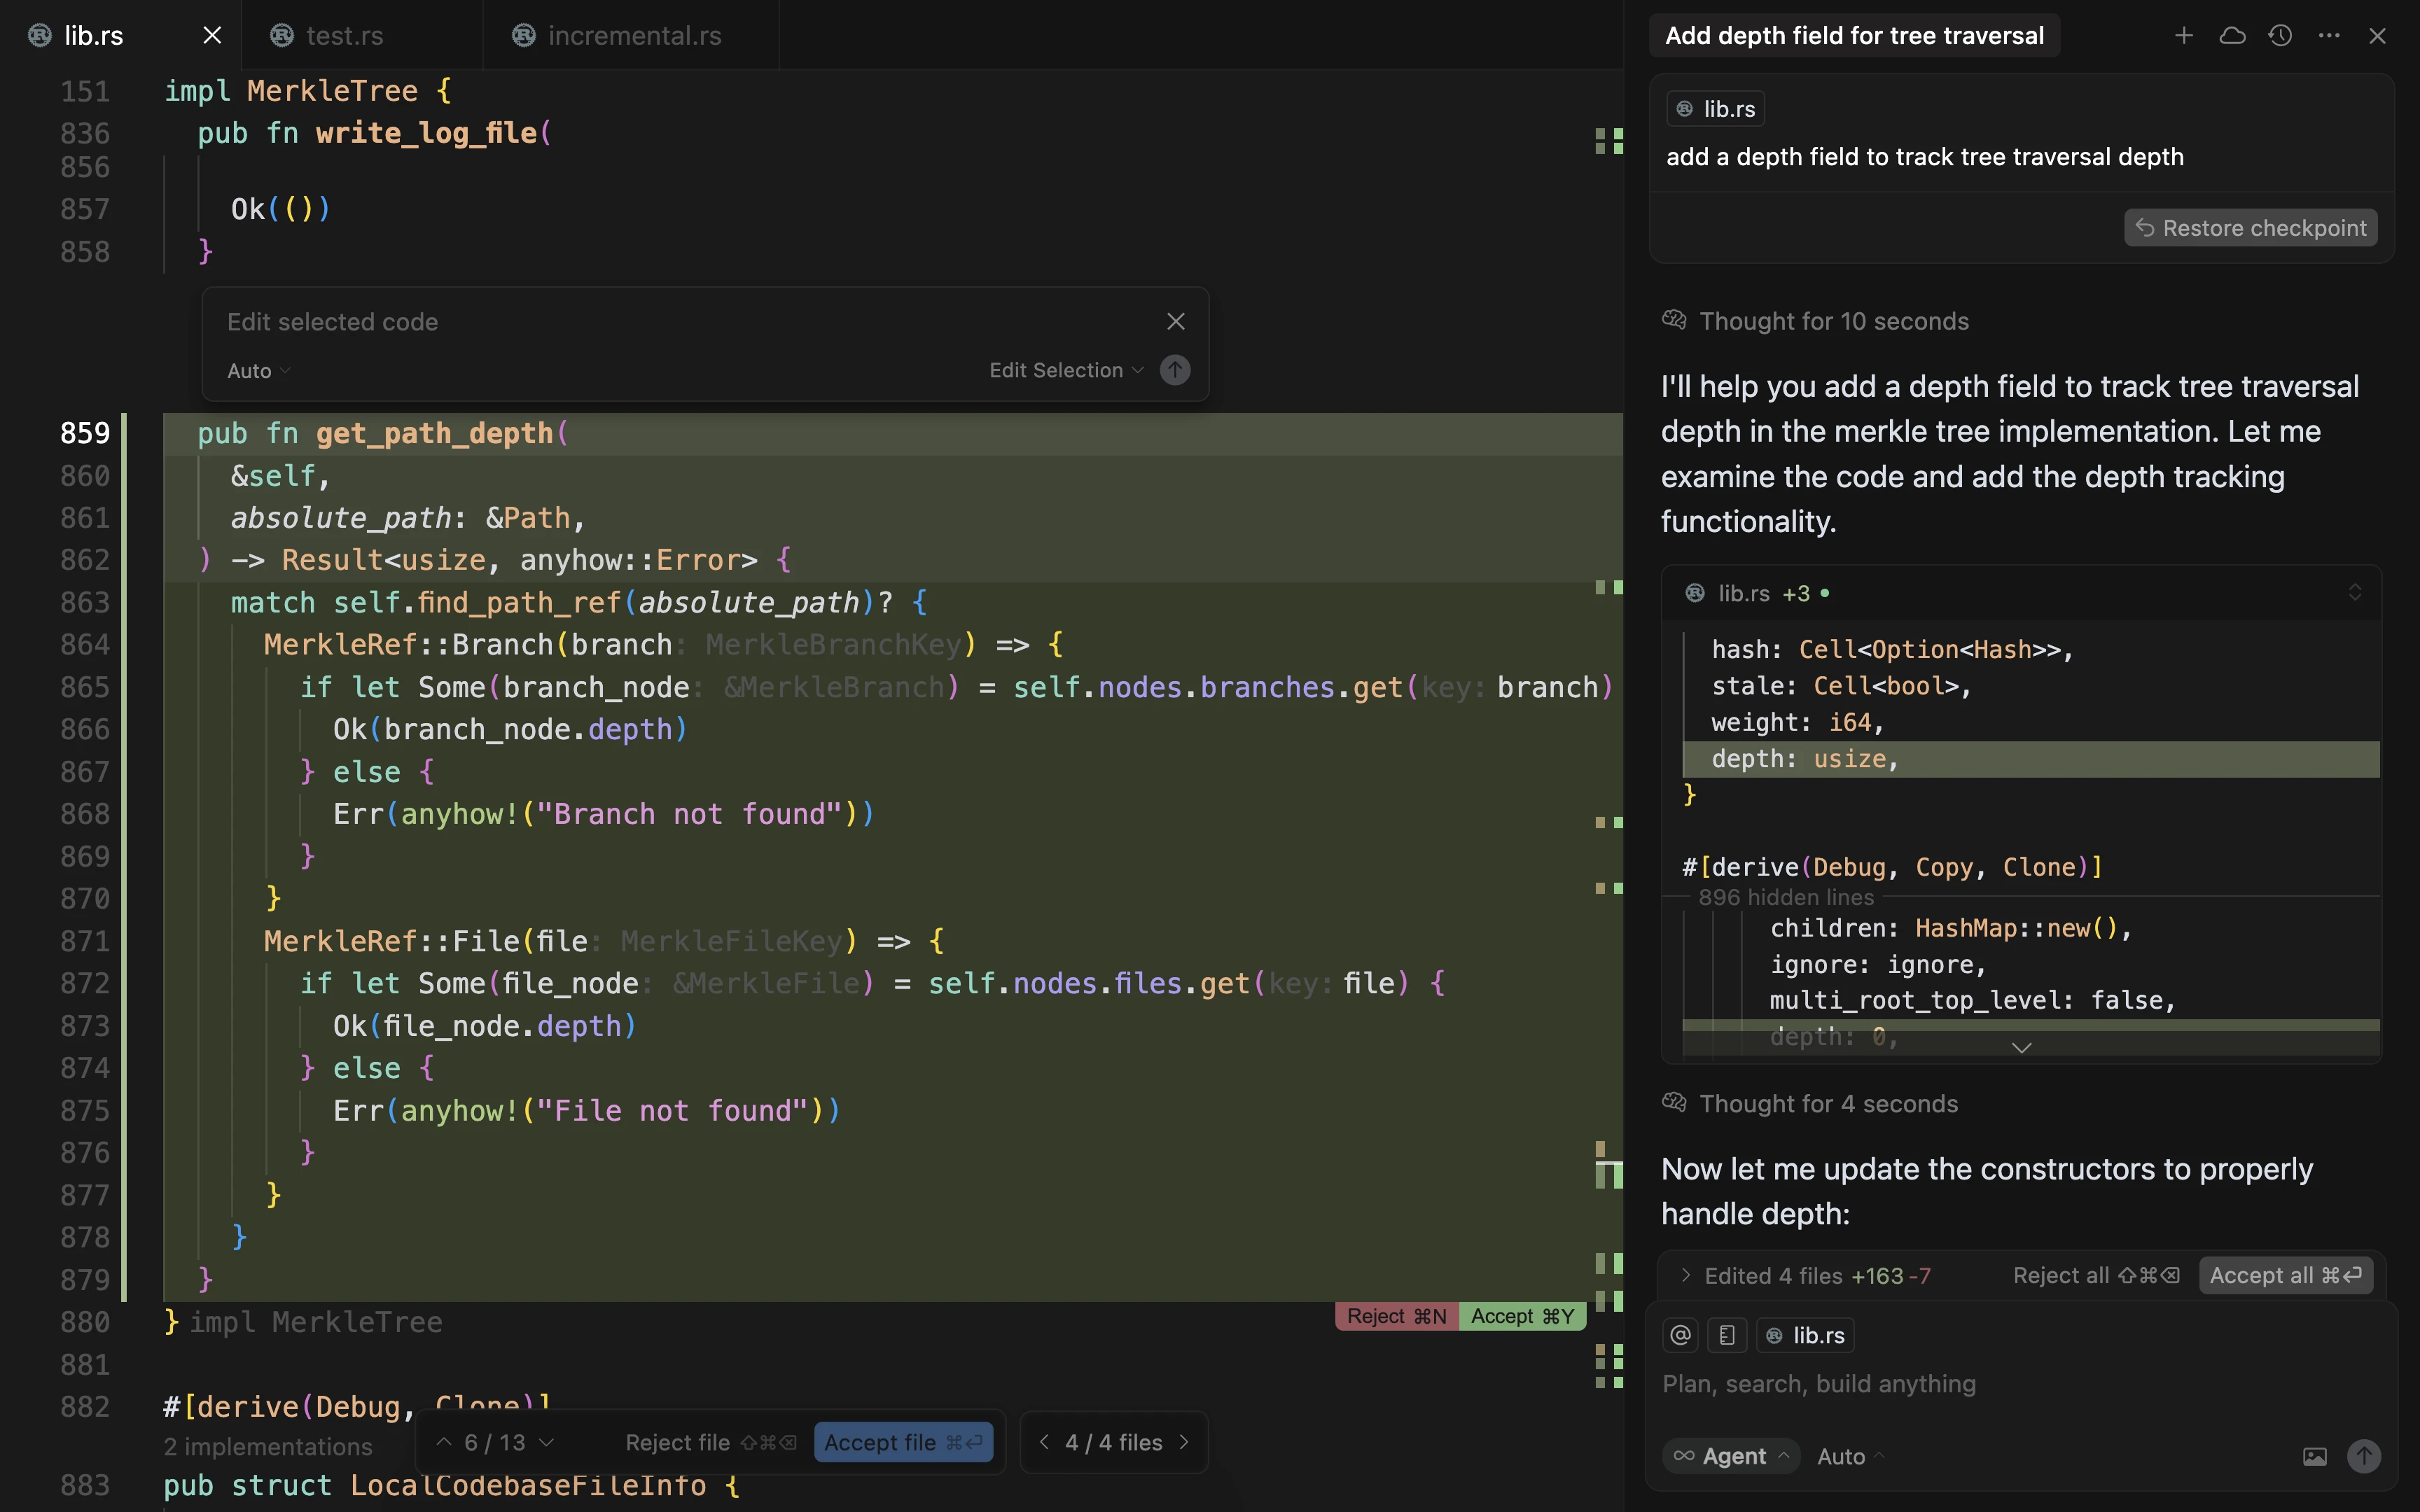 lib.rs
test.rs
incremental.rs
151 impl MerkleTree {
836 pub fn write_log_file(
856
857 Ok(())
858 }
Edit selected code
Auto
Edit Selection
859 pub fn get_path_depth(
860 &self,
861 absolute_path: &Path,
862 ) -> Result<usize, anyhow::Error> {
863 match self.find_path_ref(absolute_path)? {
864 MerkleRef::Branch(branch: MerkleBranchKey) => {
865 if let Some(branch_node: &MerkleBranch) = self.nodes.branches.get(key: branch)
866 Ok(branch_node.depth)
867 } else {
868 Err(anyhow!("Branch not found"))
869 }
870 }
871 MerkleRef::File(file: MerkleFileKey) => {
872 if let Some(file_node: &MerkleFile) = self.nodes.files.get(key: file) {
873 Ok(file_node.depth)
874 } else {
875 Err(anyhow!("File not found"))
876 }
877 }
878 }
879 }
880 } impl MerkleTree
Reject ⌘N
Accept ⌘Y
881
882 #[derive(Debug, Clone)]
2 implementations
883 pub struct LocalCodebaseFileInfo {
6 / 13
Reject file ⇧⌘⌫
Accept file ⌘⏎
4 / 4 files
Add depth field for tree traversal
lib.rs
add a depth field to track tree traversal depth
Restore checkpoint
Thought for 10 seconds
I'll help you add a depth field to track tree traversal
depth in the merkle tree implementation. Let me
examine the code and add the depth tracking
functionality.
lib.rs +3
hash: Cell<Option<Hash>>,
stale: Cell<bool>,
weight: i64,
depth: usize,
}
#[derive(Debug, Copy, Clone)]
896 hidden lines
children: HashMap::new(),
ignore: ignore,
multi_root_top_level: false,
depth: 0,
Thought for 4 seconds
Now let me update the constructors to properly
handle depth:
Edited 4 files +163 -7
Reject all ⇧⌘⌫
Accept all ⌘⏎
@
lib.rs
Plan, search, build anything
Agent
Auto